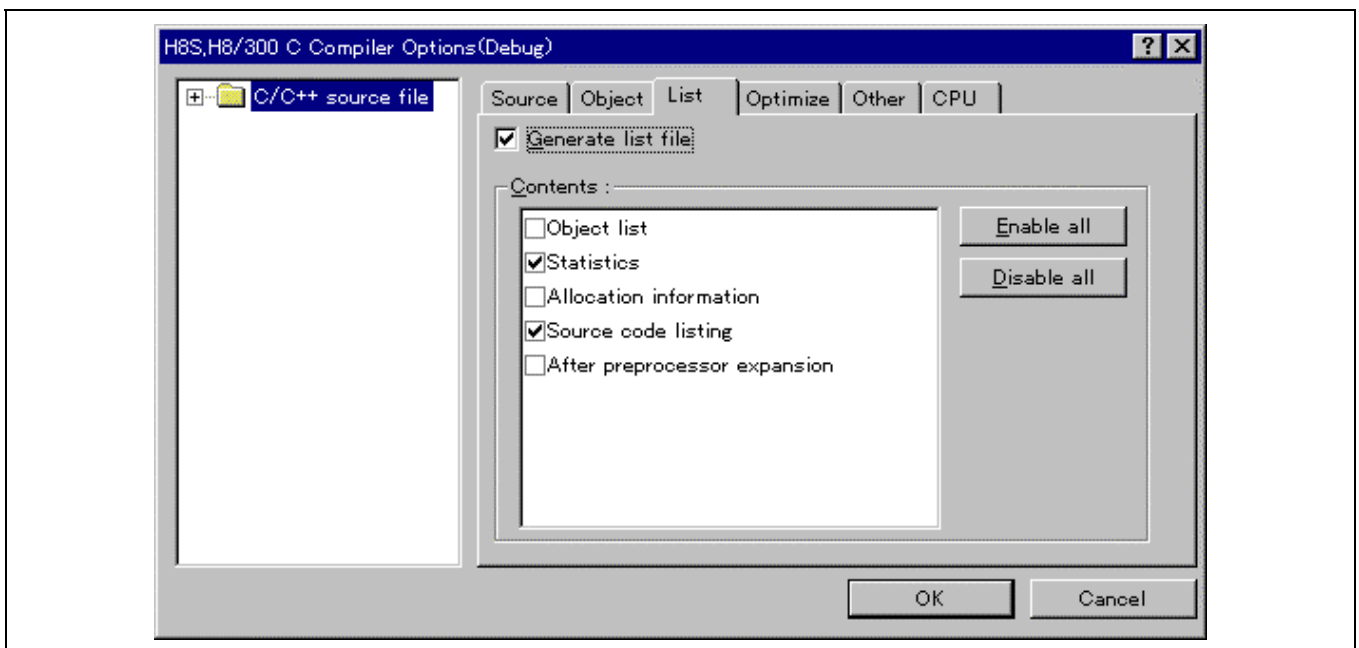 H8S,H8/300 C Compiler Options(Debug)
C/C++ source file
Source Object List Optimize Other CPU
Generate list file
Contents :
Object list
Statistics
Allocation information
Source code listing
After preprocessor expansion
Enable all
Disable all
OK Cancel